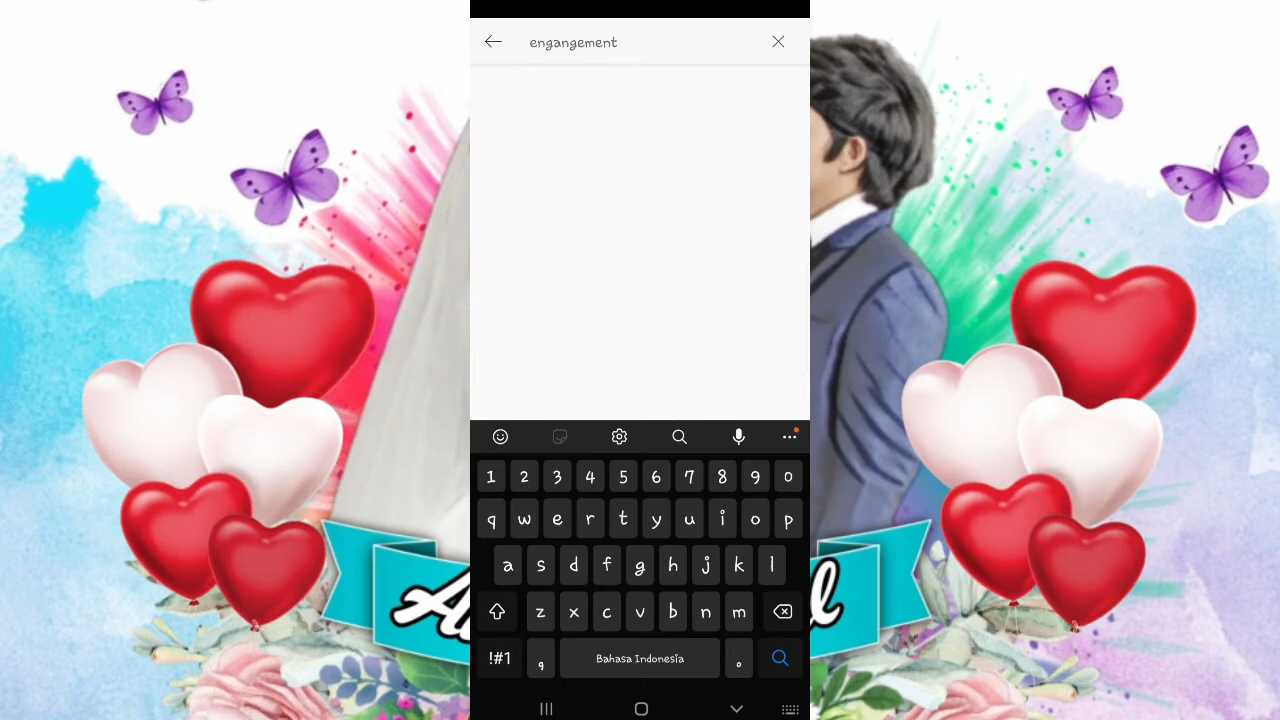 engangement
!#1
1 2 3 4 5 6 7 8 9 0
q w e r t y u i o p
a s d f g h j k l
z x c v b n m
, Bahasa Indonesia .